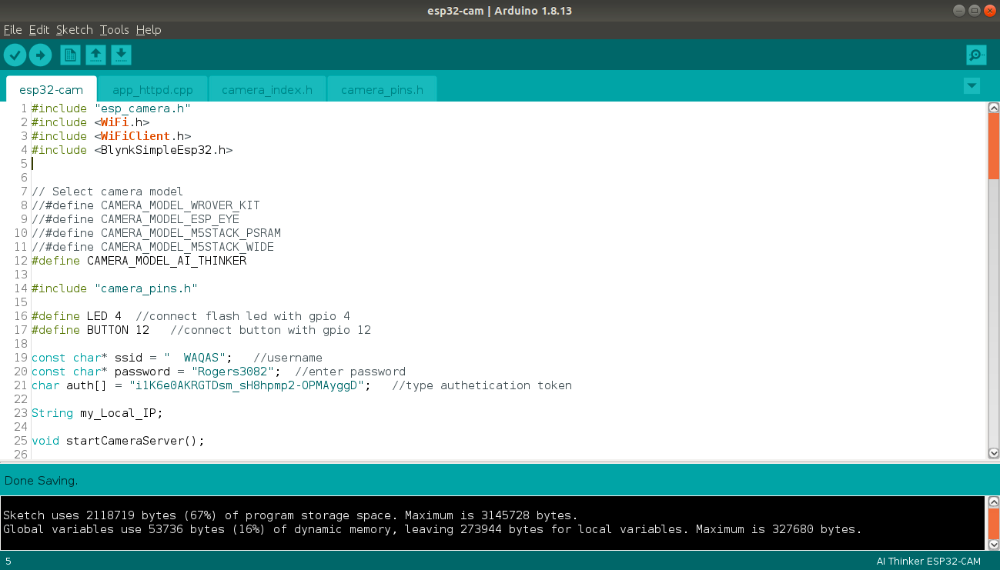 esp32-cam | Arduino 1.8.13
File Edit Sketch Tools Help
esp32-cam app_httpd.cpp camera_index.h camera_pins.h
1 #include "esp_camera.h"
2 #include <WiFi.h>
3 #include <WiFiClient.h>
4 #include <BlynkSimpleEsp32.h>
5
6
7 // Select camera model
8 //#define CAMERA_MODEL_WROVER_KIT
9 //#define CAMERA_MODEL_ESP_EYE
10 //#define CAMERA_MODEL_M5STACK_PSRAM
11 //#define CAMERA_MODEL_M5STACK_WIDE
12 #define CAMERA_MODEL_AI_THINKER
13
14 #include "camera_pins.h"
15
16 #define LED 4  //connect flash led with gpio 4
17 #define BUTTON 12   //connect button with gpio 12
18
19 const char* ssid = "  WAQAS";   //username
20 const char* password = "Rogers3082";  //enter password
21 char auth[] = "i1K6e0AKRGTDsm_sH8hpmp2-OPMAyggD";   //type authetication token
22
23 String my_Local_IP;
24
25 void startCameraServer();
26
Done Saving.
Sketch uses 2118719 bytes (67%) of program storage space. Maximum is 3145728 bytes.
Global variables use 53736 bytes (16%) of dynamic memory, leaving 273944 bytes for local variables. Maximum is 327680 bytes.
5 AI Thinker ESP32-CAM